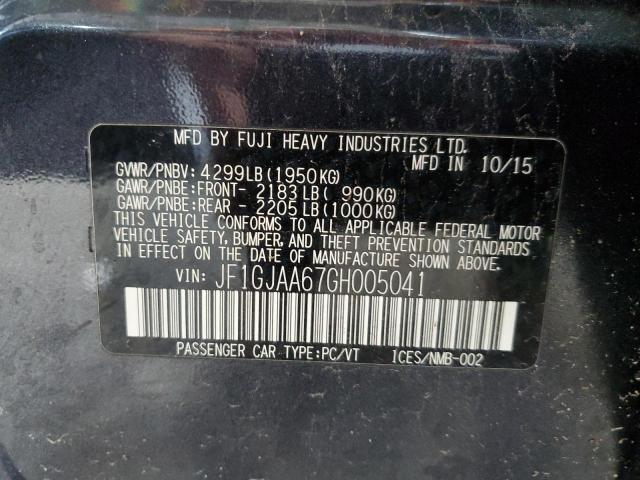 MFD BY FUJI HEAVY INDUSTRIES LTD.
MFD IN 10/15
GVWR/PNBV: 4299LB(1950KG)
GAWR/PNBE:FRONT- 2183LB( 990KG)
GAWR/PNBE:REAR - 2205LB(1000KG)
THIS VEHICLE CONFORMS TO ALL APPLICABLE FEDERAL MOTOR
VEHICLE SAFETY, BUMPER, AND THEFT PREVENTION STANDARDS
IN EFFECT ON THE DATE OF MANUFACTURE SHOWN ABOVE.
VIN: JF1GJAA67GH005041
PASSENGER CAR TYPE:PC/VT ICES/NMB-002